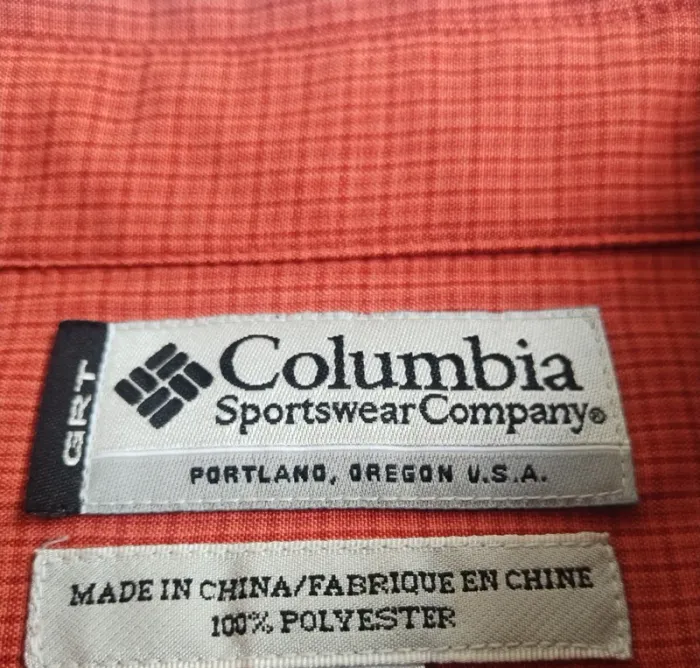 GRT
Columbia
Sportswear Company®
PORTLAND, OREGON U.S.A.
MADE IN CHINA/FABRIQUE EN CHINE
100% POLYESTER